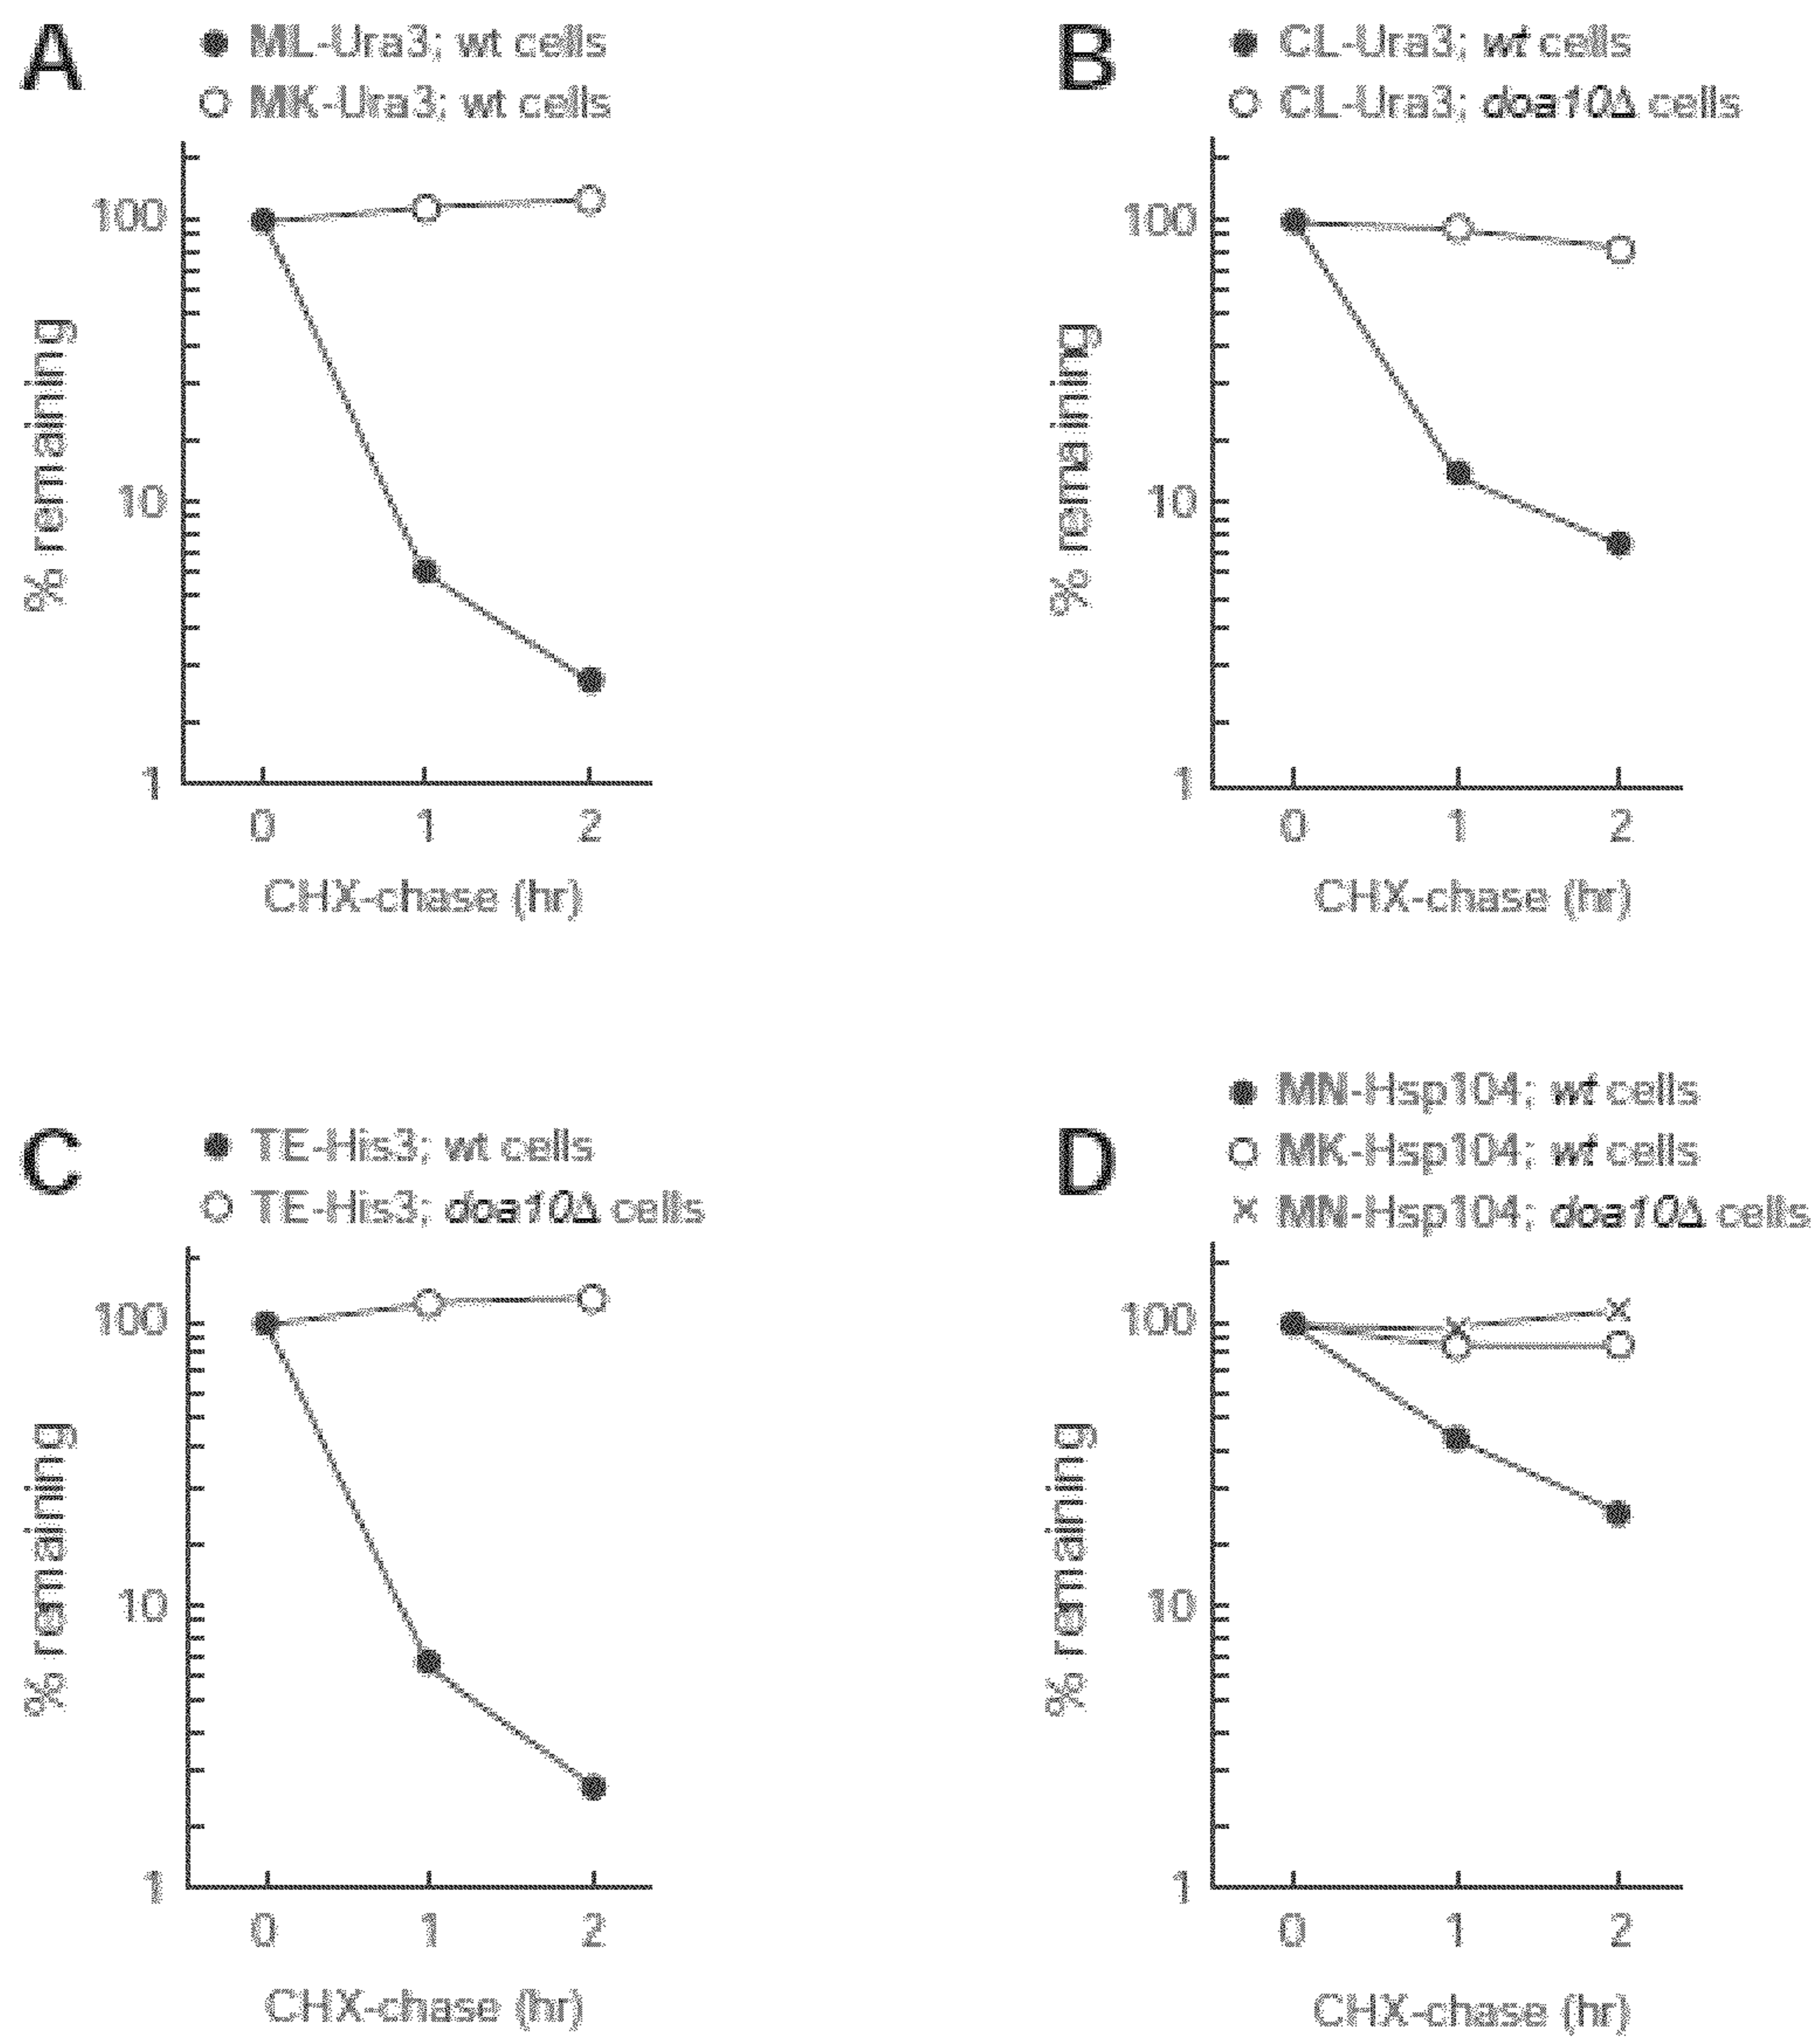 A
ML-Ura3; wt cells
MK-Ura3; wt cells
100
10
1
% remaining
0 1 2
CHX-chase (hr)
B
CL-Ura3; wt cells
CL-Ura3; doa10Δ cells
100
10
1
% remaining
0 1 2
CHX-chase (hr)
C
TE-His3; wt cells
TE-His3; doa10Δ cells
100
10
1
% remaining
0 1 2
CHX-chase (hr)
D
MN-Hsp104; wt cells
MK-Hsp104; wt cells
MN-Hsp104; doa10Δ cells
100
10
1
% remaining
0 1 2
CHX-chase (hr)